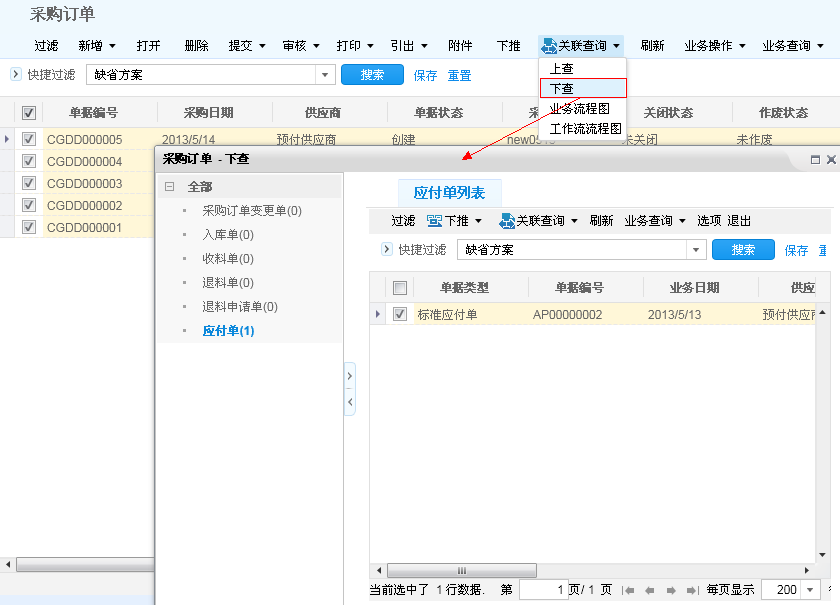 采购订单
过滤 新增 打开 删除 提交 审核 打印 引出 附件 下推 关联查询 刷新 业务操作 业务查询
上查
下查
业务流程图
工作流流程图
快捷过滤 缺省方案 搜索 保存 重置
单据编号 采购日期 供应商 单据状态 关闭状态 作废状态
CGDD000005 2013/5/14 预付供应商 创建 未关闭 未作废
CGDD000004
CGDD000003
CGDD000002
CGDD000001
采购订单 - 下查
全部
采购订单变更单(0)
入库单(0)
收料单(0)
退料单(0)
退料申请单(0)
应付单(1)
应付单列表
过滤 下推 关联查询 刷新 业务查询 选项 退出
快捷过滤 缺省方案 搜索 保存
单据类型 单据编号 业务日期 供应
标准应付单 AP00000002 2013/5/13 预付供应
当前选中了 1行数据. 第 1 页/ 1 页 每页显示 200